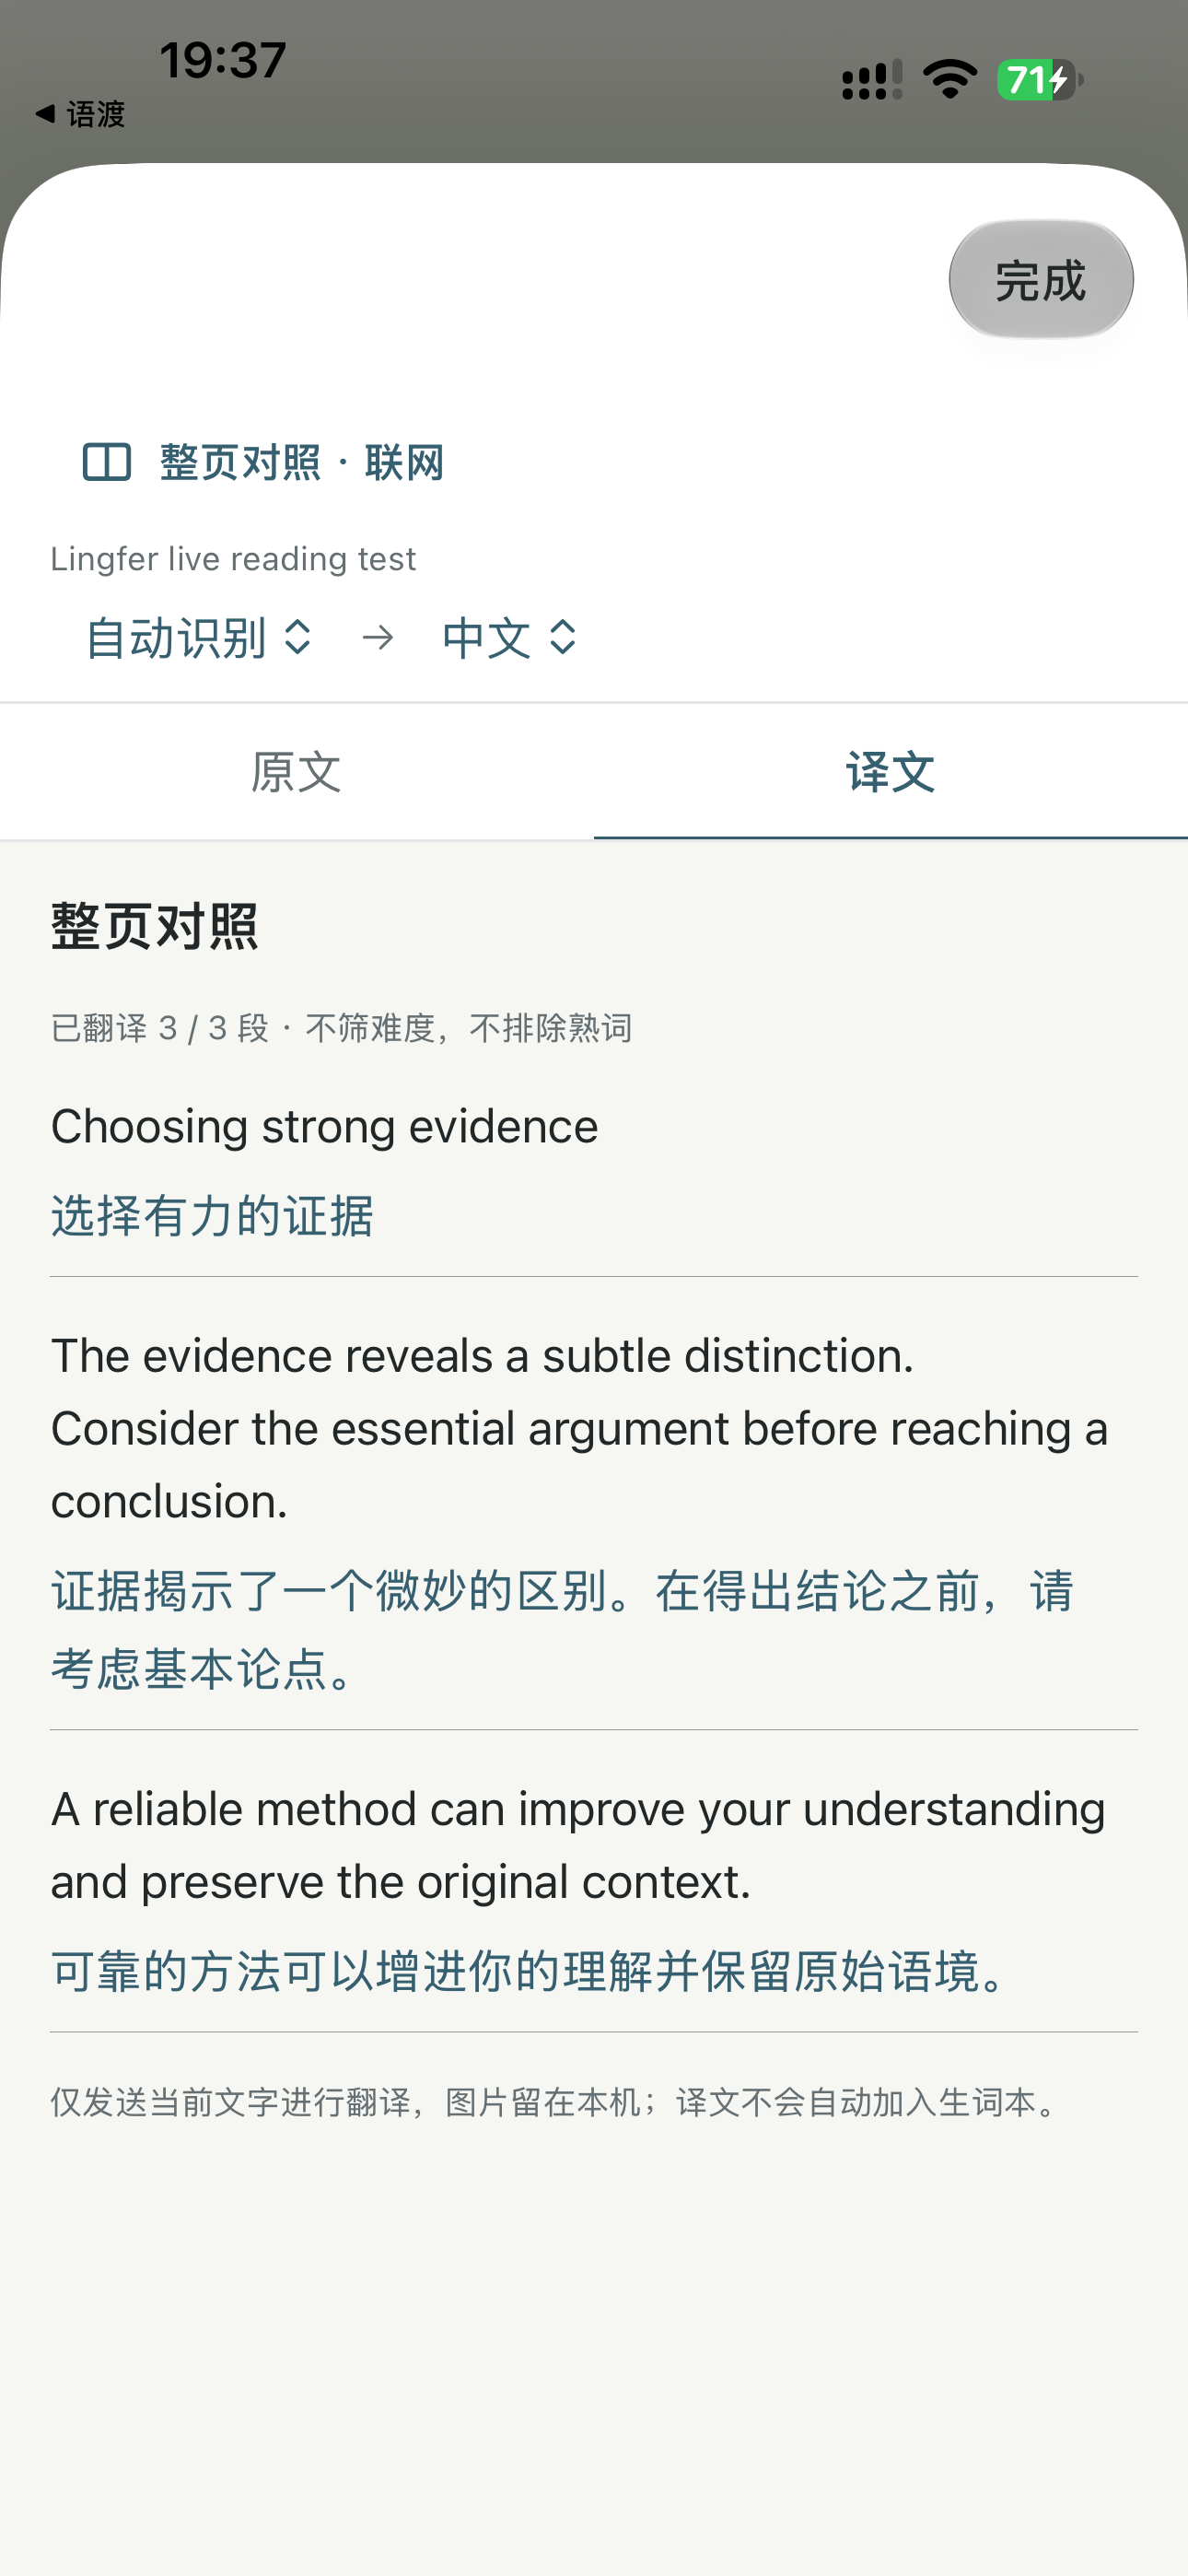 19:37
71
◀ 语渡
完成
整页对照 · 联网
Lingfer live reading test
自动识别 → 中文
原文 译文
整页对照
已翻译 3 / 3 段 · 不筛难度，不排除熟词
Choosing strong evidence
选择有力的证据
The evidence reveals a subtle distinction.
Consider the essential argument before reaching a
conclusion.
证据揭示了一个微妙的区别。在得出结论之前，请
考虑基本论点。
A reliable method can improve your understanding
and preserve the original context.
可靠的方法可以增进你的理解并保留原始语境。
仅发送当前文字进行翻译，图片留在本机；译文不会自动加入生词本。